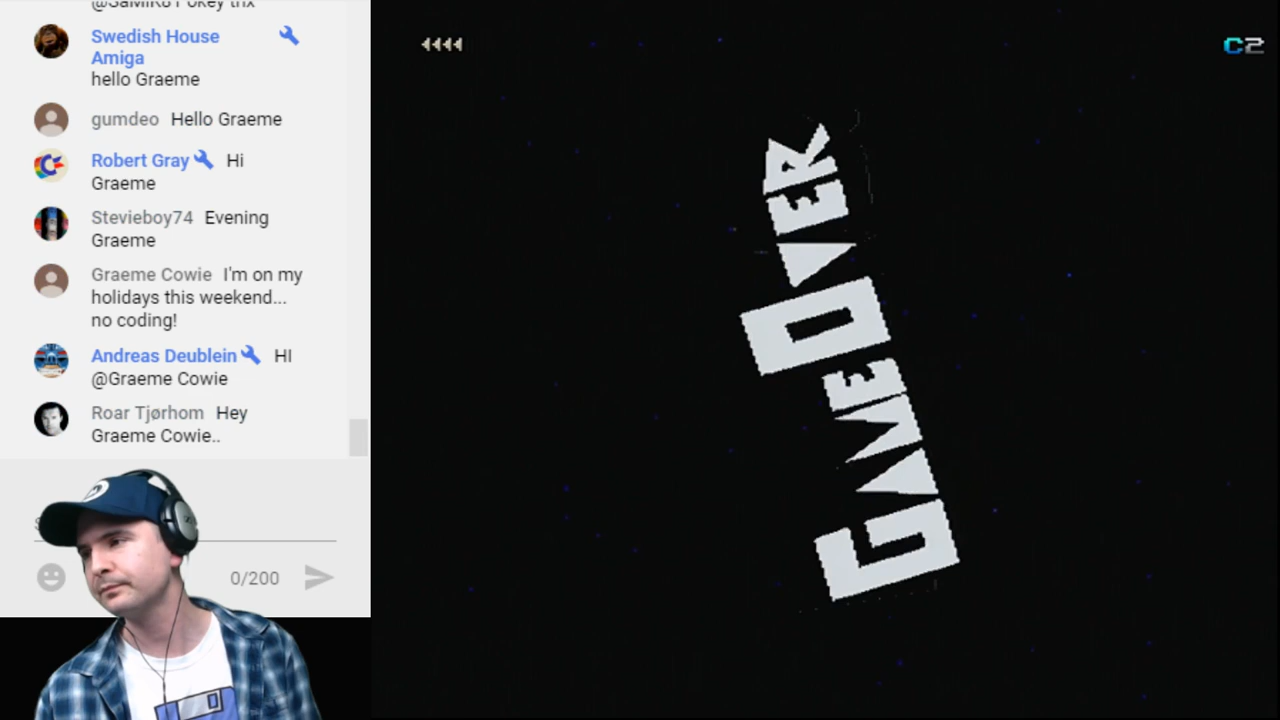 @SaMiR8 Pokey thx
Swedish House
Amiga
hello Graeme
gumdeo Hello Graeme
Robert Gray Hi
Graeme
Stevieboy74 Evening
Graeme
Graeme Cowie I'm on my
holidays this weekend...
no coding!
Andreas Deublein HI
@Graeme Cowie
Roar Tjørhom Hey
Graeme Cowie..
0/200
C2
GAME OVER